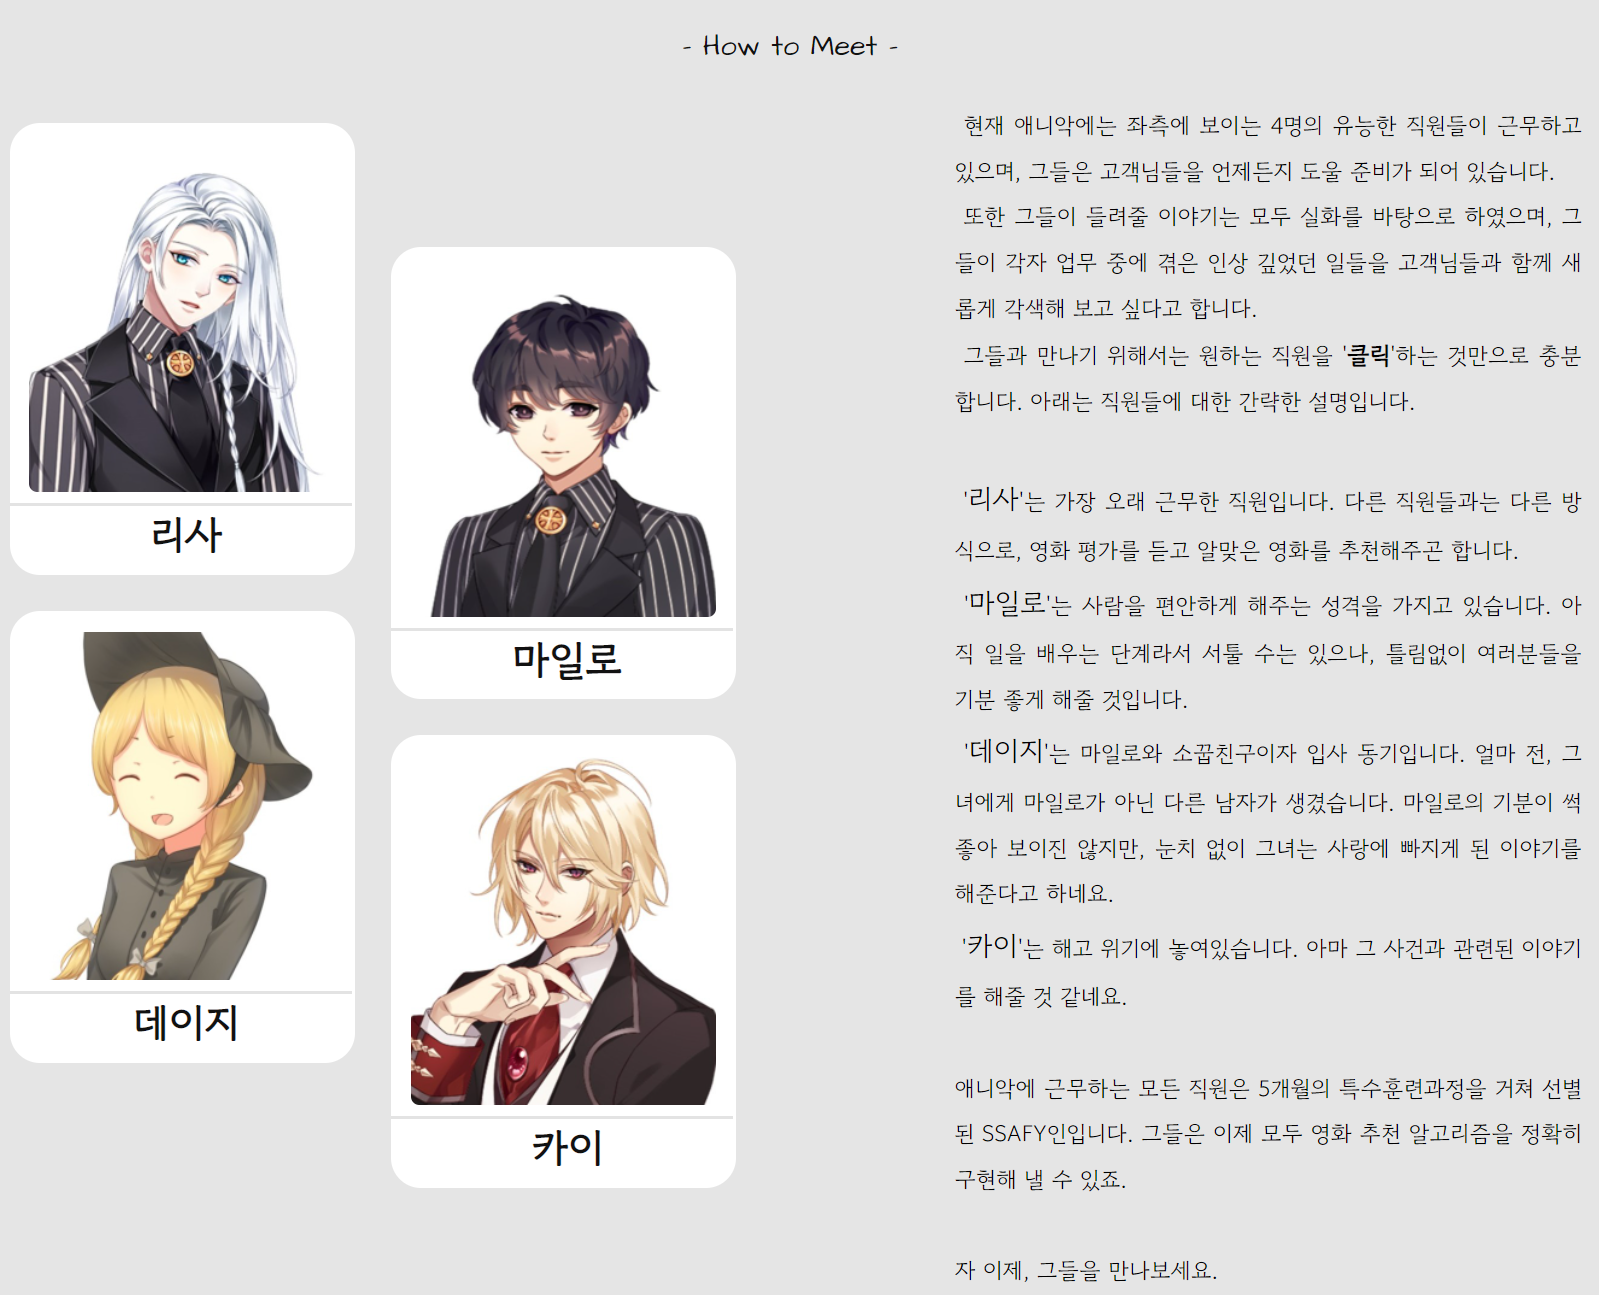 - How to Meet -
리사
마일로
데이지
카이
현재 애니악에는 좌측에 보이는 4명의 유능한 직원들이 근무하고
있으며, 그들은 고객님들을 언제든지 도울 준비가 되어 있습니다.
또한 그들이 들려줄 이야기는 모두 실화를 바탕으로 하였으며, 그
들이 각자 업무 중에 겪은 인상 깊었던 일들을 고객님들과 함께 새
롭게 각색해 보고 싶다고 합니다.
그들과 만나기 위해서는 원하는 직원을 '클릭'하는 것만으로 충분
합니다. 아래는 직원들에 대한 간략한 설명입니다.
'리사'는 가장 오래 근무한 직원입니다. 다른 직원들과는 다른 방
식으로, 영화 평가를 듣고 알맞은 영화를 추천해주곤 합니다.
'마일로'는 사람을 편안하게 해주는 성격을 가지고 있습니다. 아
직 일을 배우는 단계라서 서툴 수는 있으나, 틀림없이 여러분들을
기분 좋게 해줄 것입니다.
'데이지'는 마일로와 소꿉친구이자 입사 동기입니다. 얼마 전, 그
녀에게 마일로가 아닌 다른 남자가 생겼습니다. 마일로의 기분이 썩
좋아 보이진 않지만, 눈치 없이 그녀는 사랑에 빠지게 된 이야기를
해준다고 하네요.
'카이'는 해고 위기에 놓여있습니다. 아마 그 사건과 관련된 이야기
를 해줄 것 같네요.
애니악에 근무하는 모든 직원은 5개월의 특수훈련과정을 거쳐 선별
된 SSAFY인입니다. 그들은 이제 모두 영화 추천 알고리즘을 정확히
구현해 낼 수 있죠.
자 이제, 그들을 만나보세요.